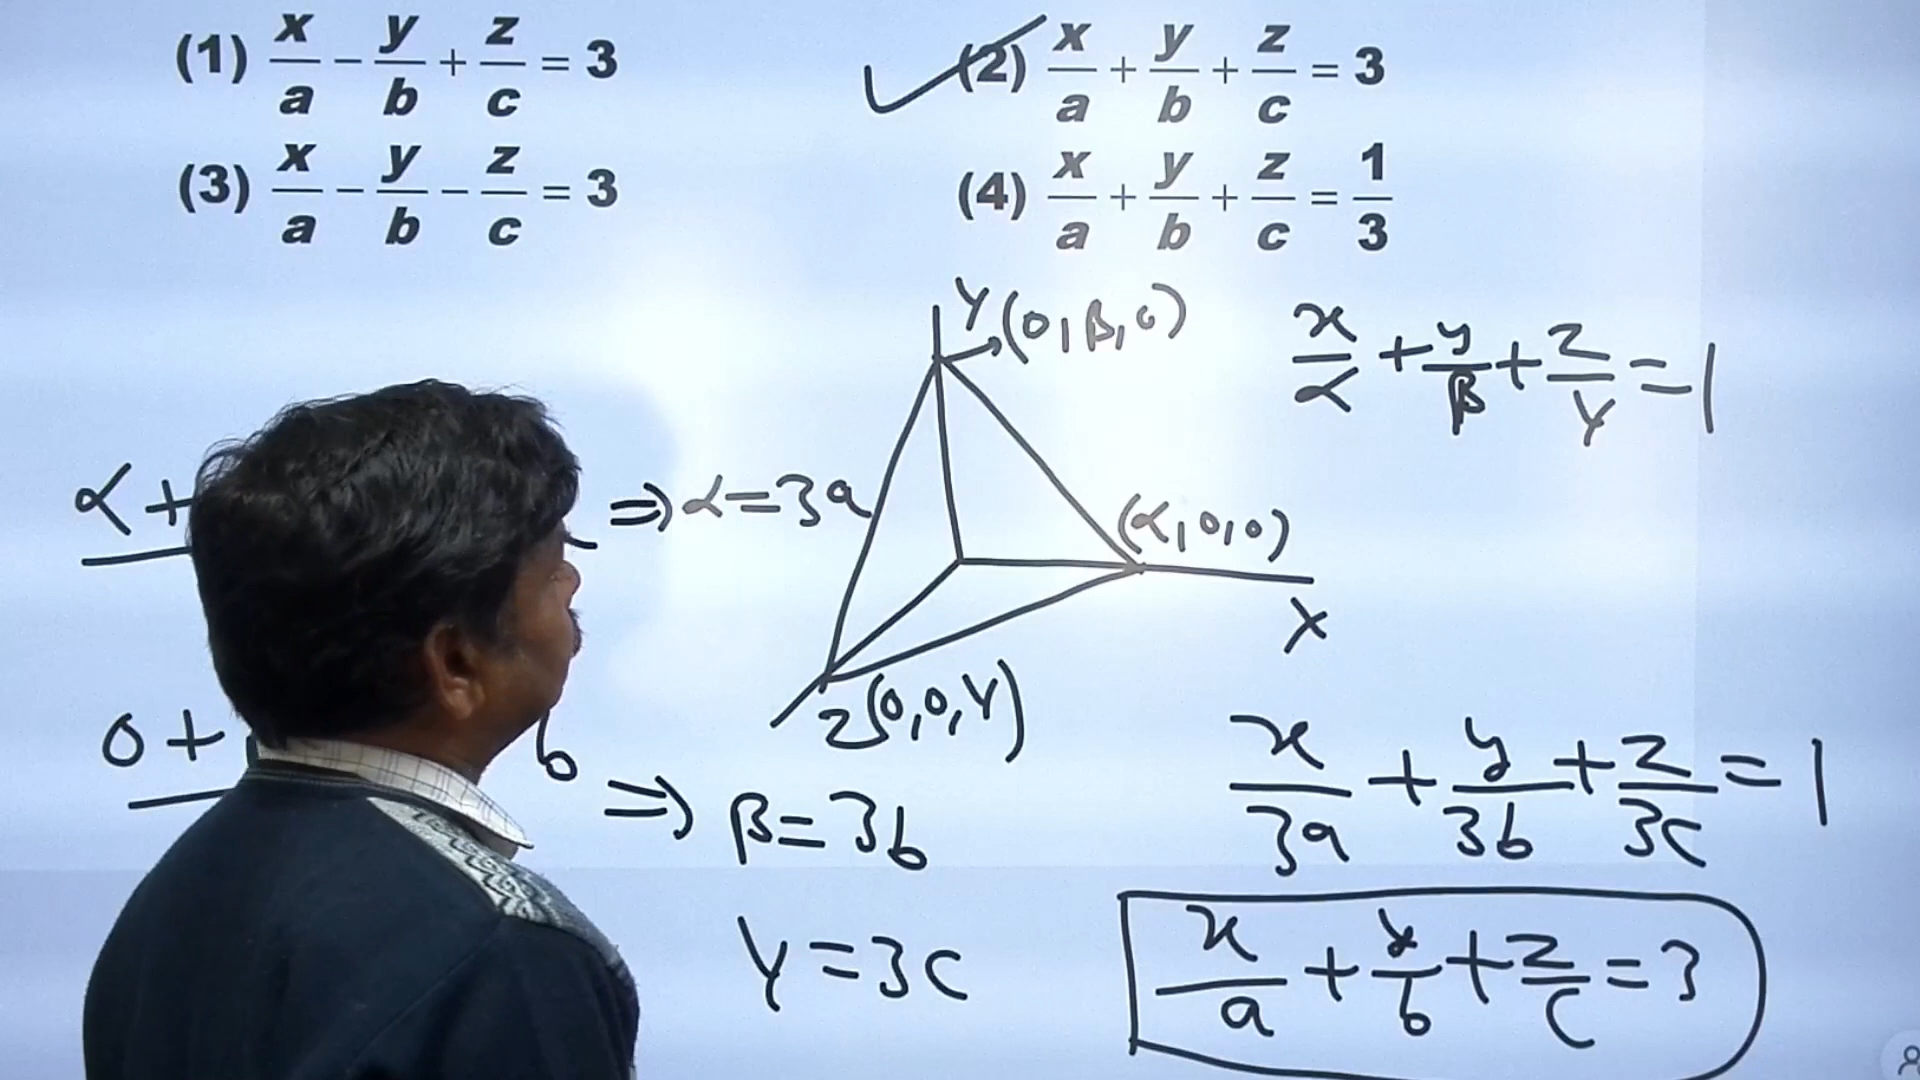 (1) x/a - y/b + z/c = 3
(2) x/a + y/b + z/c = 3
(3) x/a - y/b - z/c = 3
(4) x/a + y/b + z/c = 1/3
Y (0, β, 0)
x/α + y/β + z/γ = 1
α +
⇒ α = 3a
(α, 0, 0)
X
Z (0, 0, γ)
0 +
b
⇒ β = 3b
x/3a + y/3b + z/3c = 1
γ = 3c
x/a + y/b + z/c = 3